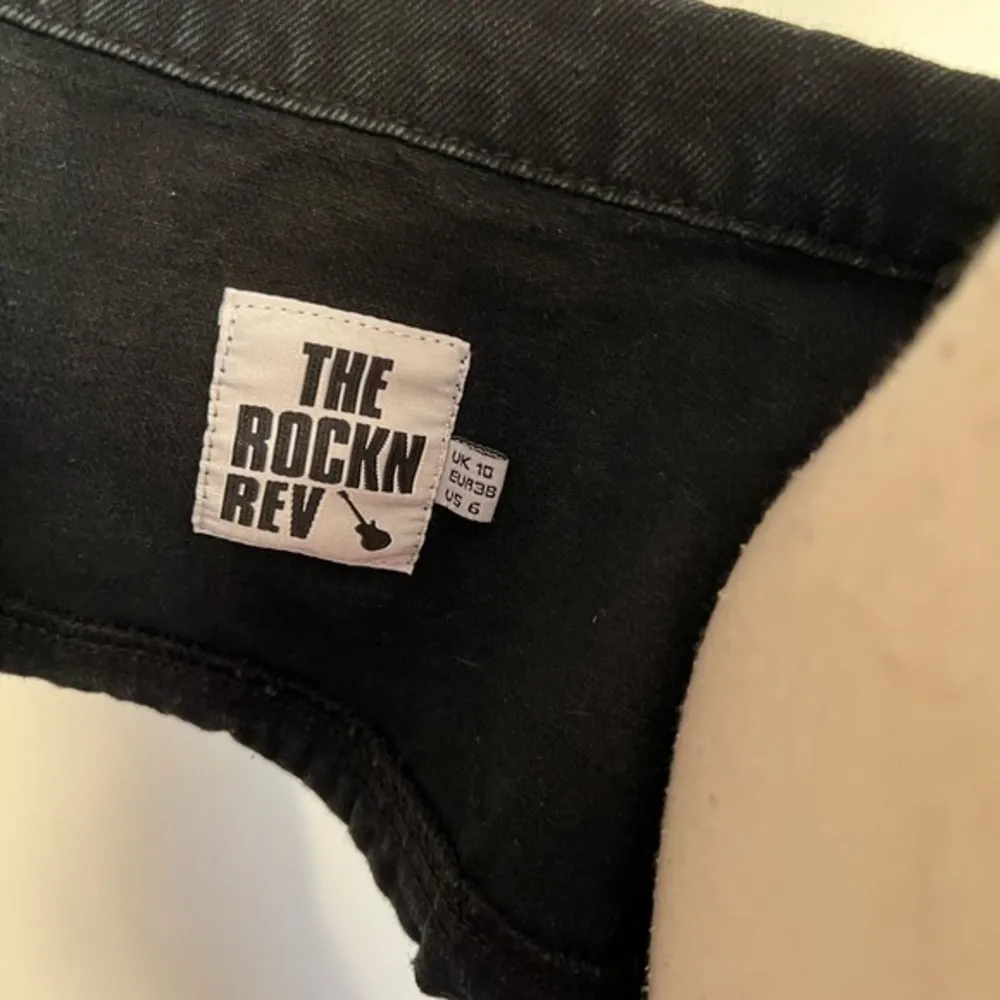 THE
ROCKN
REV
UK 10
EUR38
US 6